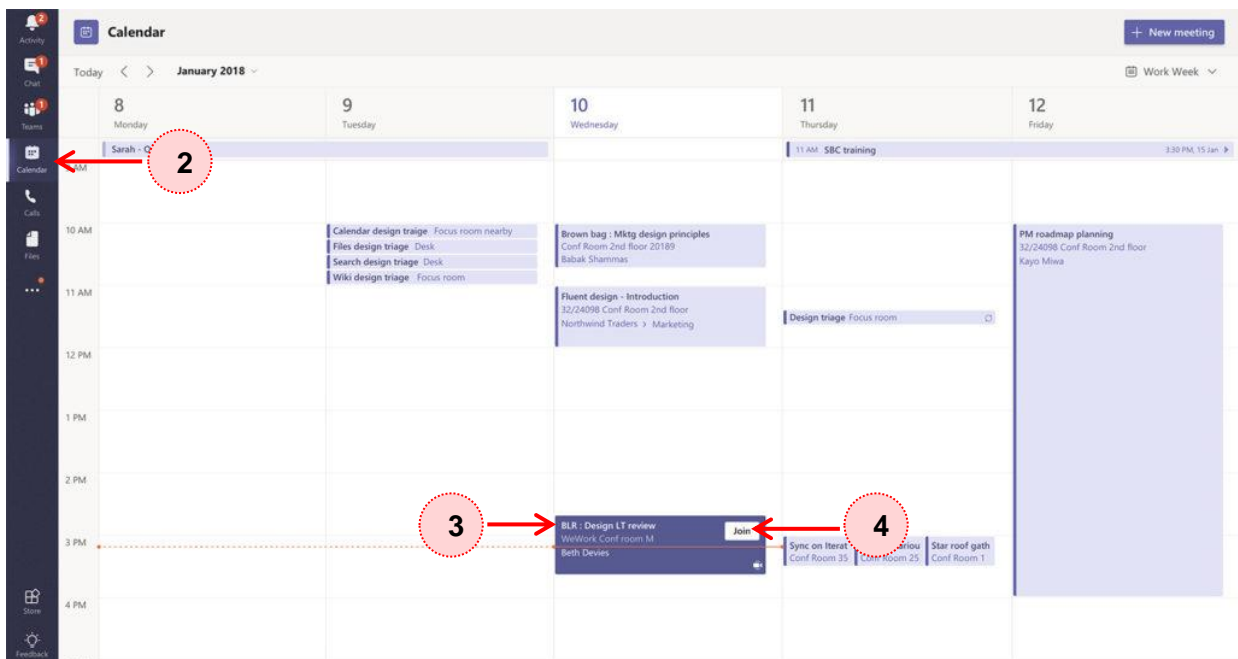 2
Activity
Calendar
+ New meeting
1
Chat
Today
January 2018
Work Week
1
Teams
8
Monday
9
Tuesday
10
Wednesday
11
Thursday
12
Friday
Calendar
Sarah -
2
11 AM SBC training
3:30 PM, 15 Jan
AM
Calls
Files
10 AM
Calendar design traige Focus room nearby
Files design triage Desk
Search design triage Desk
Wiki design triage Focus room
Brown bag : Mktg design principles
Conf Room 2nd floor 20189
Babak Shammas
PM roadmap planning
32/24098 Conf Room 2nd floor
Kayo Miwa
11 AM
Fluent design - Introduction
32/24098 Conf Room 2nd floor
Northwind Traders > Marketing
Design triage Focus room
12 PM
1 PM
2 PM
3
BLR : Design LT review
WeWork Conf room M
Beth Devies
Join
4
3 PM
Sync on Iterat
Conf Room 35
ariou
Conf Room 25
Star roof gath
Conf Room 1
4 PM
Store
Feedback